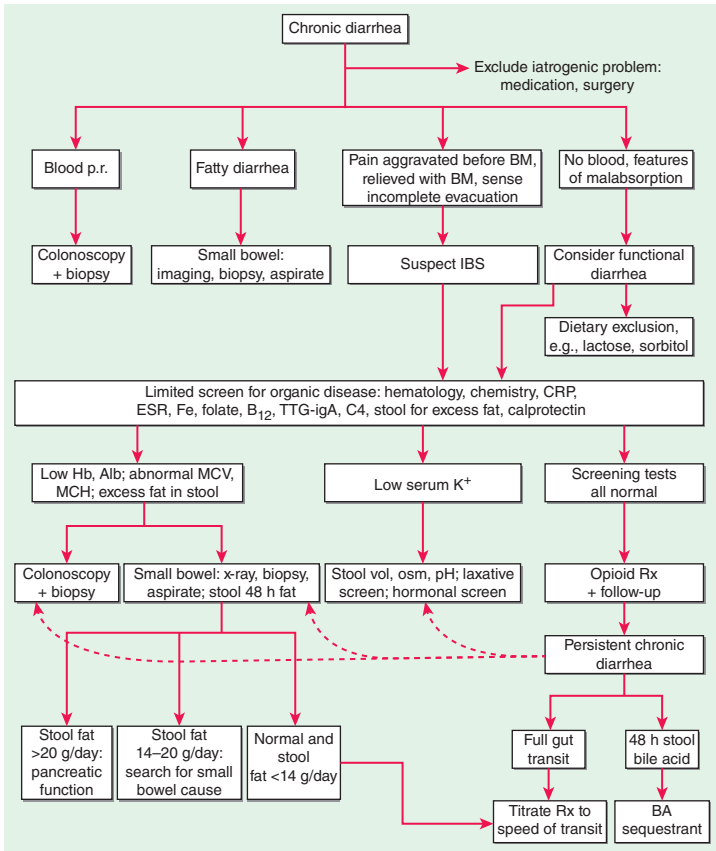 Chronic diarrhea
Exclude iatrogenic problem:
medication, surgery
Blood p.r.
Fatty diarrhea
Pain aggravated before BM,
relieved with BM, sense
incomplete evacuation
No blood, features
of malabsorption
Colonoscopy
+ biopsy
Small bowel:
imaging, biopsy, aspirate
Suspect IBS
Consider functional
diarrhea
Dietary exclusion,
e.g., lactose, sorbitol
Limited screen for organic disease: hematology, chemistry, CRP,
ESR, Fe, folate, B12, TTG-igA, C4, stool for excess fat, calprotectin
Low Hb, Alb; abnormal MCV,
MCH; excess fat in stool
Low serum K+
Screening tests
all normal
Colonoscopy
+ biopsy
Small bowel: x-ray, biopsy,
aspirate; stool 48 h fat
Stool vol, osm, pH; laxative
screen; hormonal screen
Opioid Rx
+ follow-up
Persistent chronic
diarrhea
Stool fat
>20 g/day:
pancreatic
function
Stool fat
14–20 g/day:
search for small
bowel cause
Normal and
stool
fat <14 g/day
Full gut
transit
48 h stool
bile acid
Titrate Rx to
speed of transit
BA
sequestrant